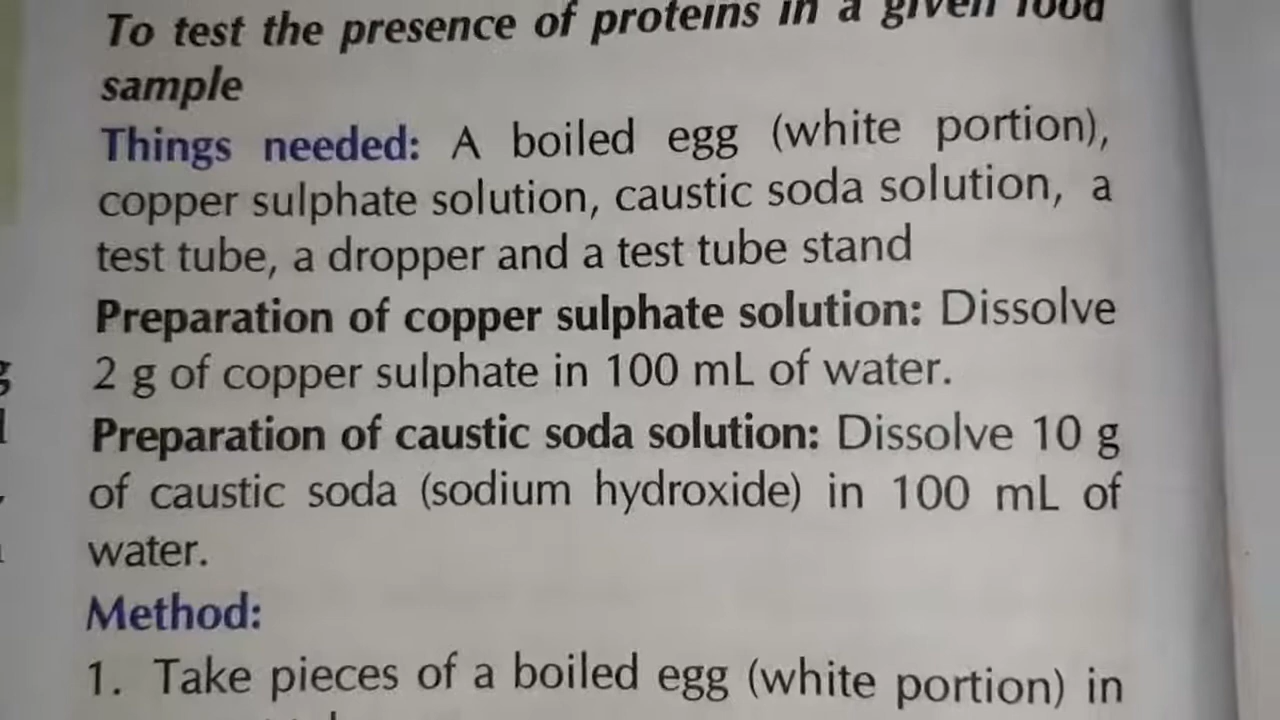 To test the presence of proteins in a given food
sample
Things needed: A boiled egg (white portion),
copper sulphate solution, caustic soda solution, a
test tube, a dropper and a test tube stand
Preparation of copper sulphate solution: Dissolve
2 g of copper sulphate in 100 mL of water.
Preparation of caustic soda solution: Dissolve 10 g
of caustic soda (sodium hydroxide) in 100 mL of
water.
Method:
1. Take pieces of a boiled egg (white portion) in